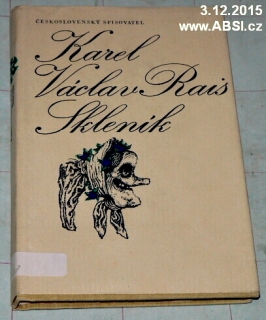 3.12.2015
www.ABSI.cz
ČESKOSLOVENSKÝ SPISOVATEL
Karel
Václav Rais
Skleník